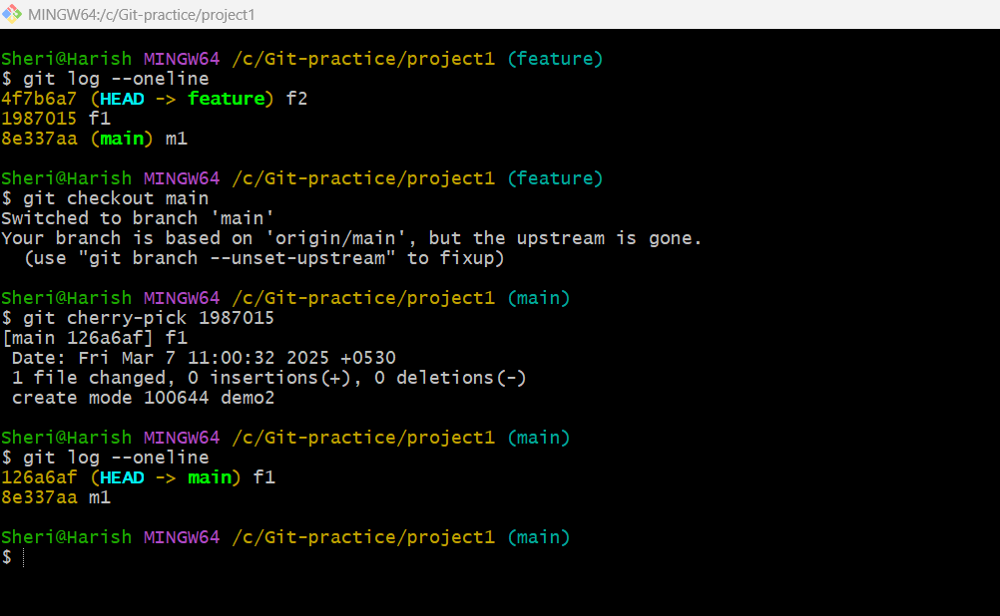 MINGW64:/c/Git-practice/project1
Sheri@Harish MINGW64 /c/Git-practice/project1 (feature)
$ git log --oneline
4f7b6a7 (HEAD -> feature) f2
1987015 f1
8e337aa (main) m1
Sheri@Harish MINGW64 /c/Git-practice/project1 (feature)
$ git checkout main
Switched to branch 'main'
Your branch is based on 'origin/main', but the upstream is gone.
  (use "git branch --unset-upstream" to fixup)
Sheri@Harish MINGW64 /c/Git-practice/project1 (main)
$ git cherry-pick 1987015
[main 126a6af] f1
 Date: Fri Mar 7 11:00:32 2025 +0530
 1 file changed, 0 insertions(+), 0 deletions(-)
 create mode 100644 demo2
Sheri@Harish MINGW64 /c/Git-practice/project1 (main)
$ git log --oneline
126a6af (HEAD -> main) f1
8e337aa m1
Sheri@Harish MINGW64 /c/Git-practice/project1 (main)
$